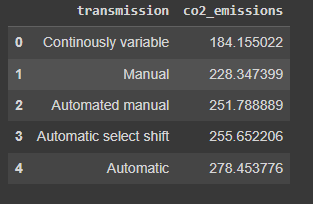 transmission co2_emissions
0 Continously variable 184.155022
1 Manual 228.347399
2 Automated manual 251.788889
3 Automatic select shift 255.652206
4 Automatic 278.453776